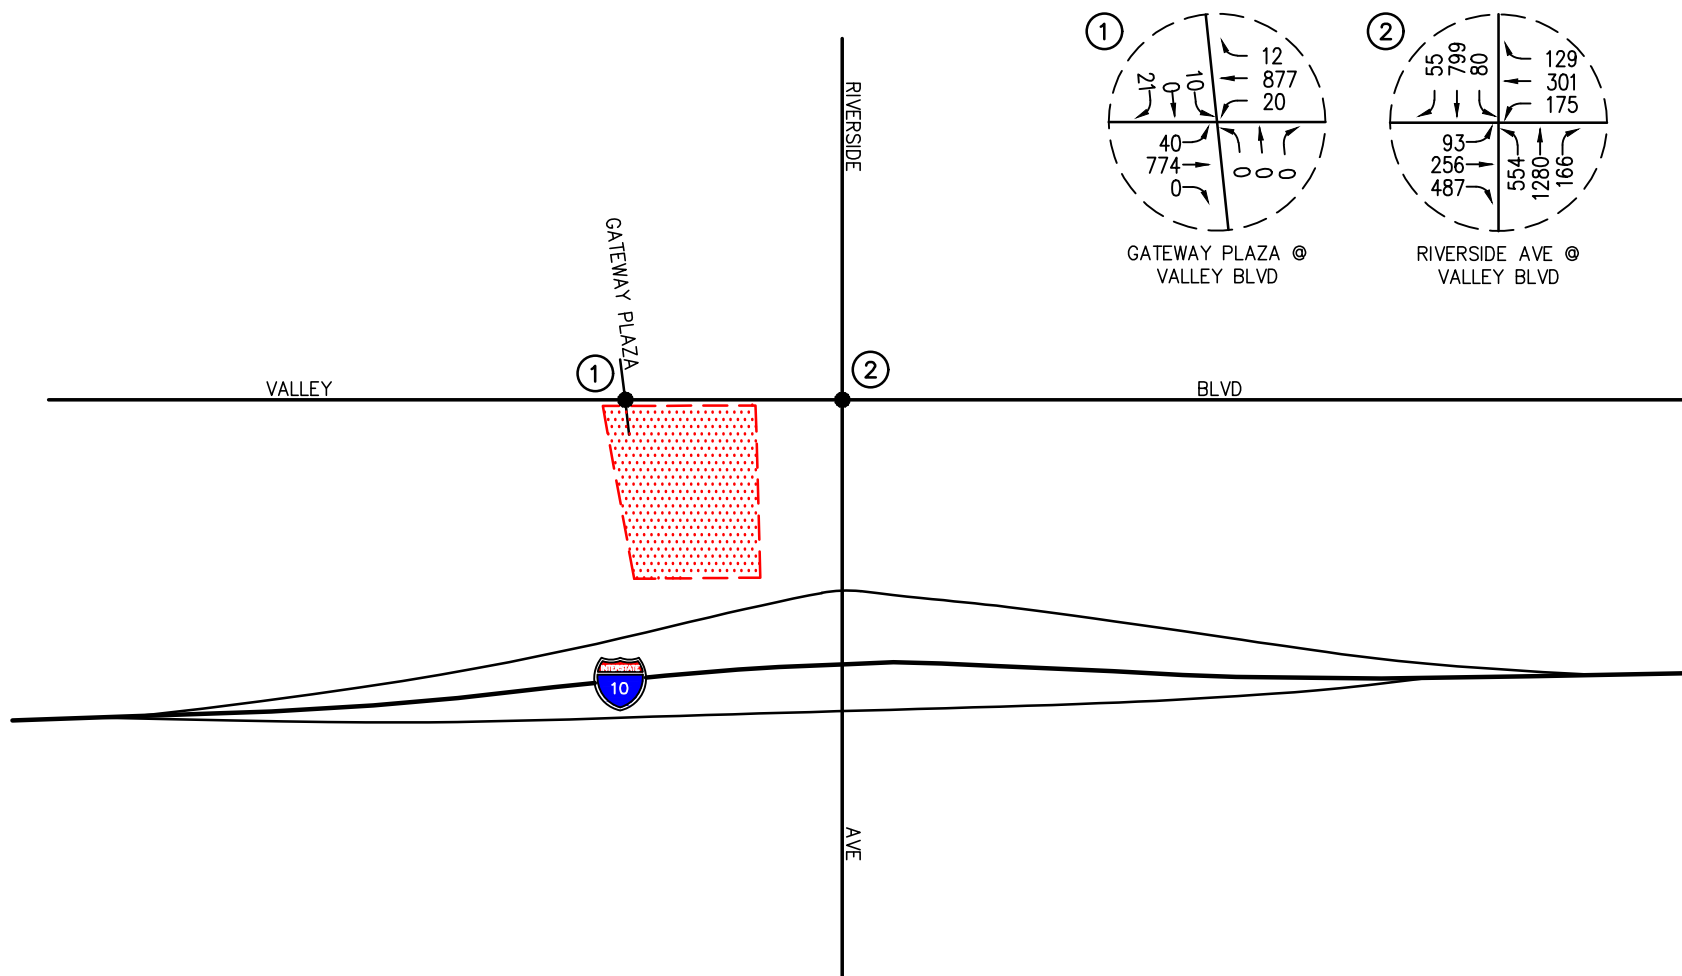 1
12
877
20
21
0
10
40
774
0
0
0
0
GATEWAY PLAZA @
VALLEY BLVD
2
55
799
80
129
301
175
93
256
487
554
1280
166
RIVERSIDE AVE @
VALLEY BLVD
RIVERSIDE
GATEWAY PLAZA
1
2
VALLEY
BLVD
INTERSTATE
10
AVE